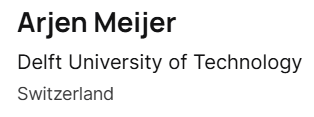 Arjen Meijer
Delft University of Technology
Switzerland